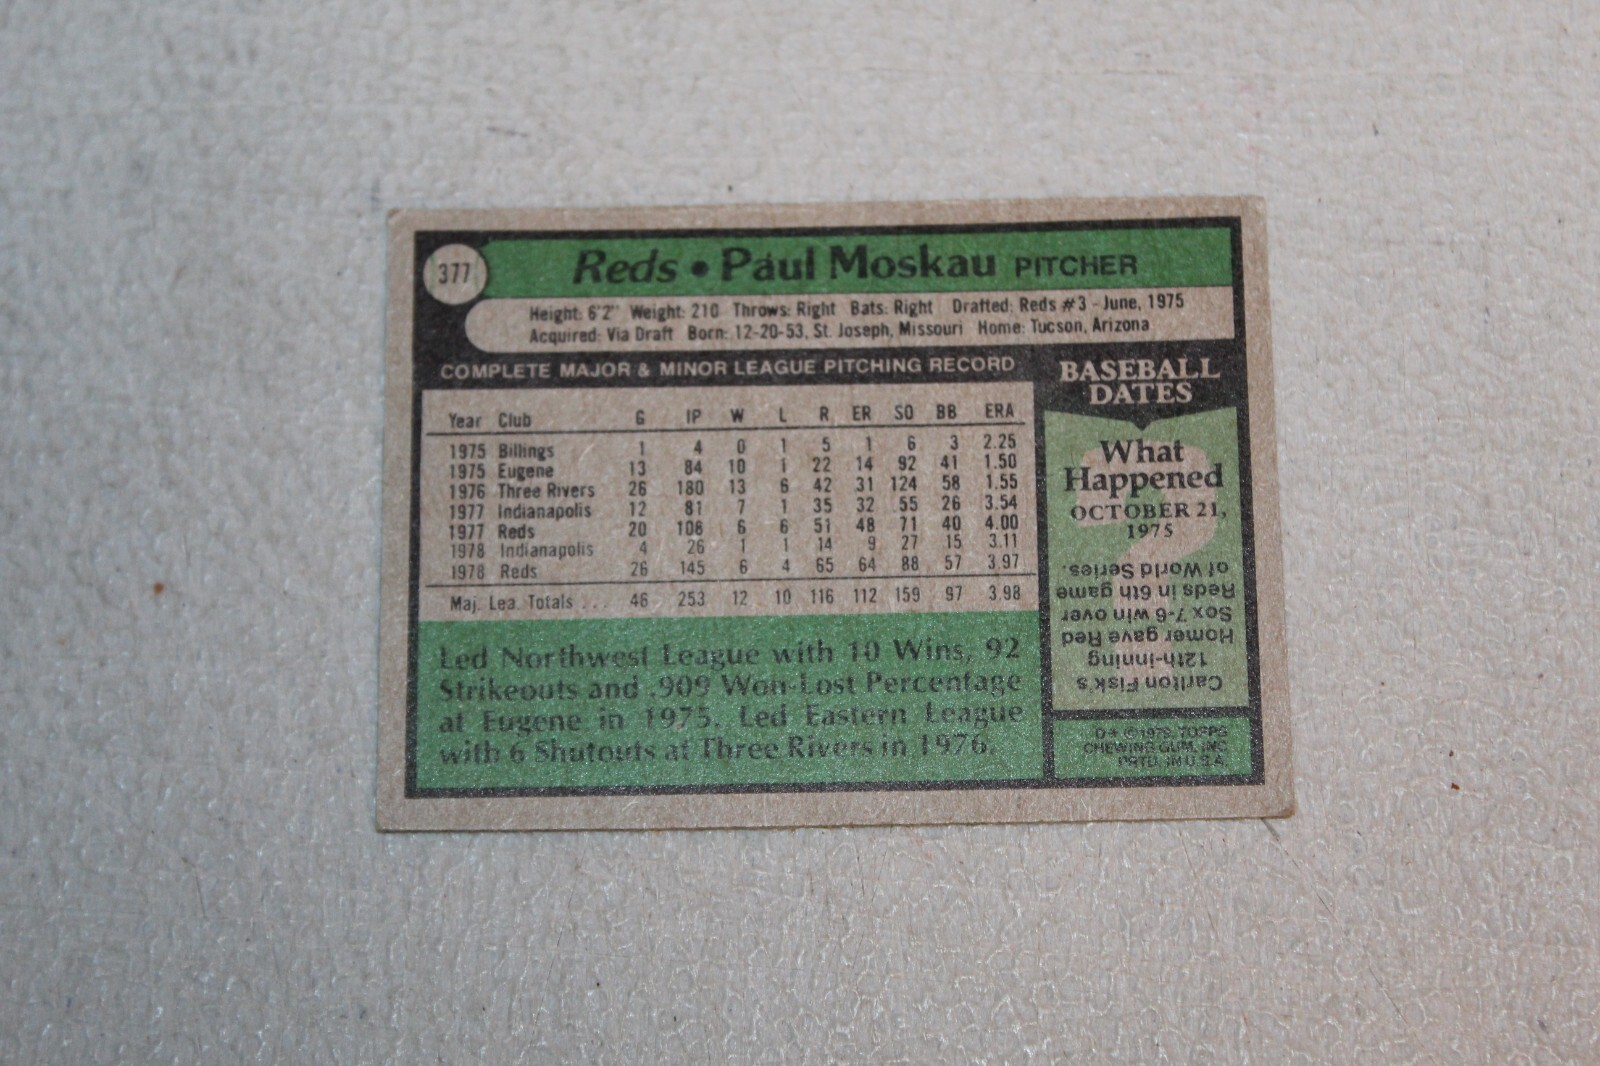 377
Reds • Paul Moskau PITCHER
Height: 6'2" Weight: 210 Throws: Right Bats: Right Drafted: Reds #3 - June, 1975
Acquired: Via Draft Born: 12-20-53, St. Joseph, Missouri Home: Tucson, Arizona
COMPLETE MAJOR & MINOR LEAGUE PITCHING RECORD
Year Club G IP W L R ER SO BB ERA
1975 Billings 1 4 0 1 5 1 6 3 2.25
1975 Eugene 13 84 10 1 22 14 92 41 1.50
1976 Three Rivers 26 180 13 6 42 31 124 58 1.55
1977 Indianapolis 12 81 7 1 35 32 55 26 3.54
1977 Reds 20 108 6 6 51 48 71 40 4.00
1978 Indianapolis 4 26 1 1 14 9 27 15 3.11
1978 Reds 26 145 6 4 65 64 88 57 3.97
Maj. Lea. Totals ... 46 253 12 10 116 112 159 97 3.98
Led Northwest League with 10 Wins, 92
Strikeouts and .909 Won-Lost Percentage
at Eugene in 1975. Led Eastern League
with 6 Shutouts at Three Rivers in 1976.
BASEBALL
DATES
What
Happened
OCTOBER 21,
1975
Carlton Fisk's
12th-inning
Homer gave Red
Sox 7-6 win over
Reds in 6th game
of World Series.
D* ©1979, TOPPS
CHEWING GUM, INC
PRTD. IN U.S.A.